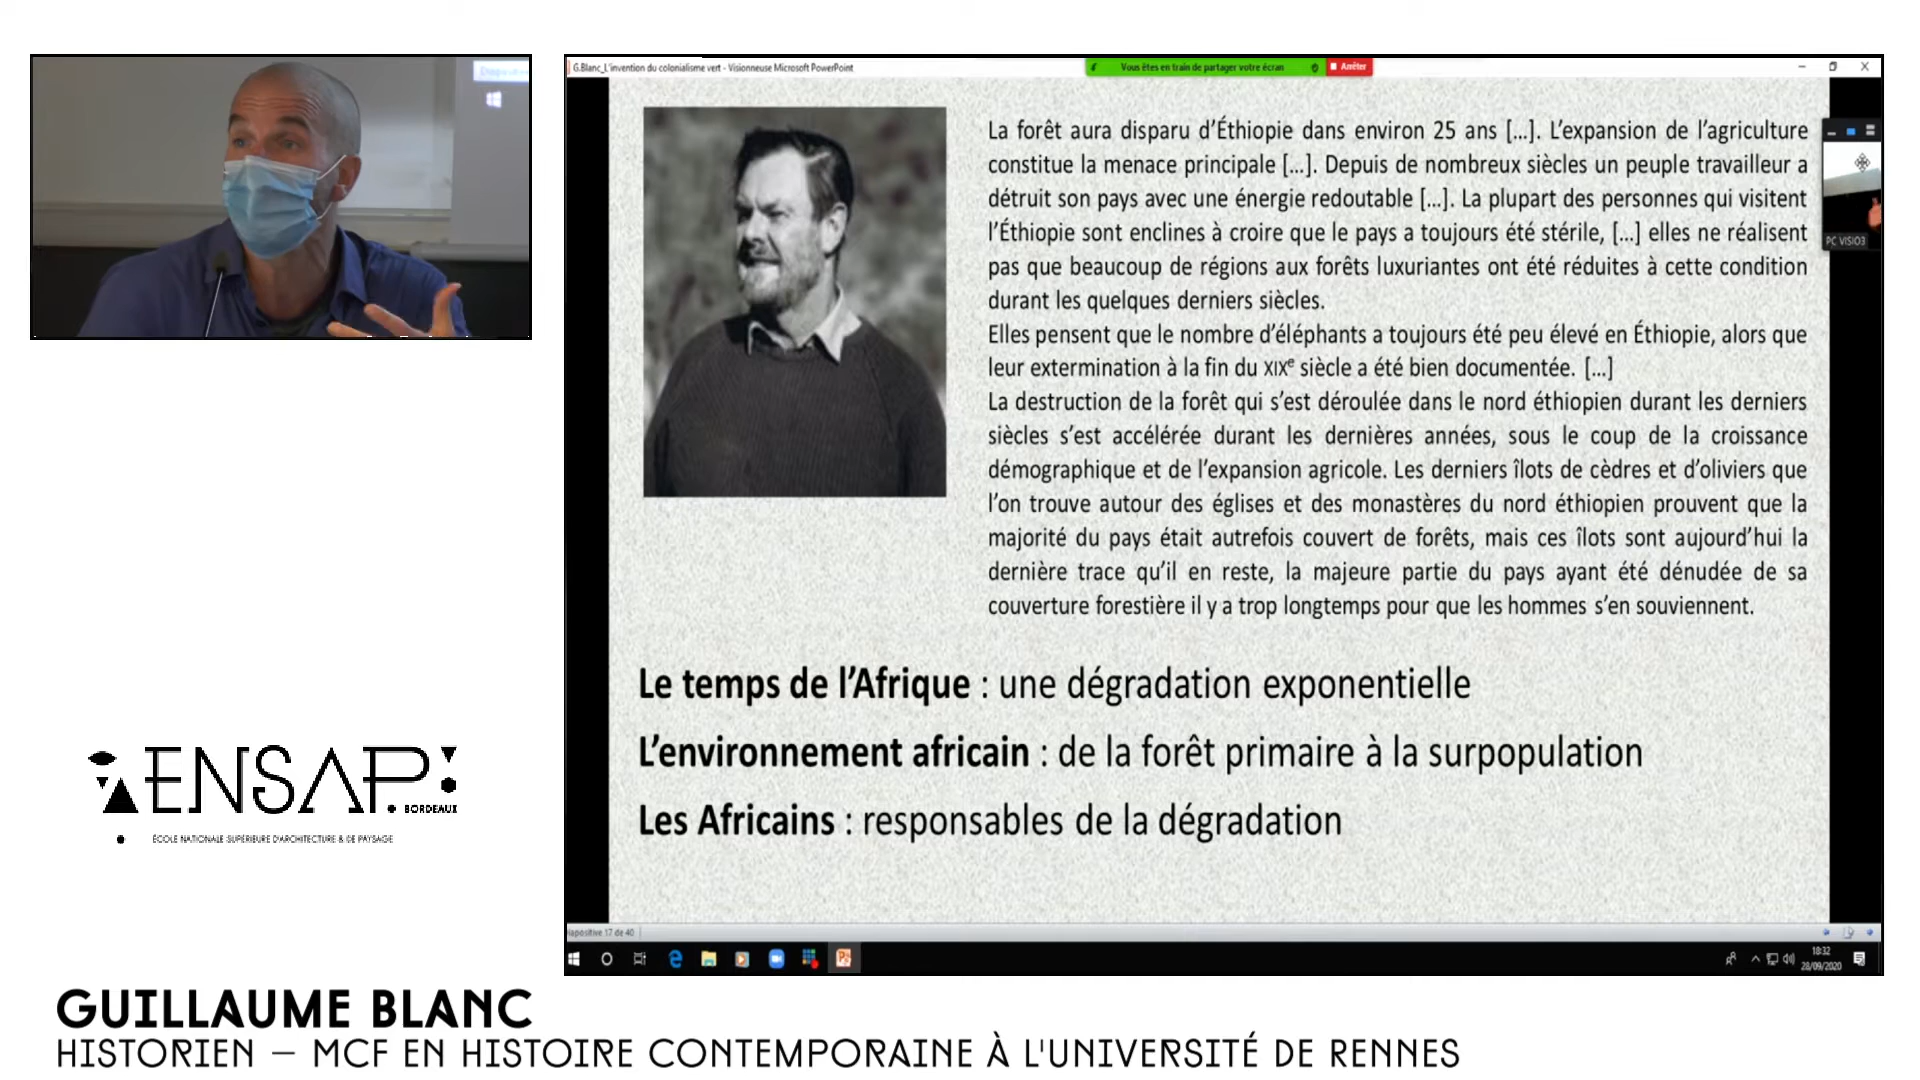 G.Blanc_L'invention du colonialisme vert - Visionneuse Microsoft PowerPoint
Vous êtes en train de partager votre écran
Arrêter
La forêt aura disparu d'Éthiopie dans environ 25 ans [...]. L'expansion de l'agriculture
constitue la menace principale [...]. Depuis de nombreux siècles un peuple travailleur a
détruit son pays avec une énergie redoutable [...]. La plupart des personnes qui visitent
l'Éthiopie sont enclines à croire que le pays a toujours été stérile, [...] elles ne réalisent
pas que beaucoup de régions aux forêts luxuriantes ont été réduites à cette condition
durant les quelques derniers siècles.
Elles pensent que le nombre d'éléphants a toujours été peu élevé en Éthiopie, alors que
leur extermination à la fin du XIXe siècle a été bien documentée. [...]
La destruction de la forêt qui s'est déroulée dans le nord éthiopien durant les derniers
siècles s'est accélérée durant les dernières années, sous le coup de la croissance
démographique et de l'expansion agricole. Les derniers îlots de cèdres et d'oliviers que
l'on trouve autour des églises et des monastères du nord éthiopien prouvent que la
majorité du pays était autrefois couvert de forêts, mais ces îlots sont aujourd'hui la
dernière trace qu'il en reste, la majeure partie du pays ayant été dénudée de sa
couverture forestière il y a trop longtemps pour que les hommes s'en souviennent.
PC VISIO3
Le temps de l'Afrique : une dégradation exponentielle
L'environnement africain : de la forêt primaire à la surpopulation
Les Africains : responsables de la dégradation
iapositive 17 de 40
18:32
28/09/2020
ENSAP
BORDEAUX
ÉCOLE NATIONALE SUPÉRIEURE D'ARCHITECTURE & DE PAYSAGE
GUILLAUME BLANC
HISTORIEN – MCF EN HISTOIRE CONTEMPORAINE À L'UNIVERSITÉ DE RENNES